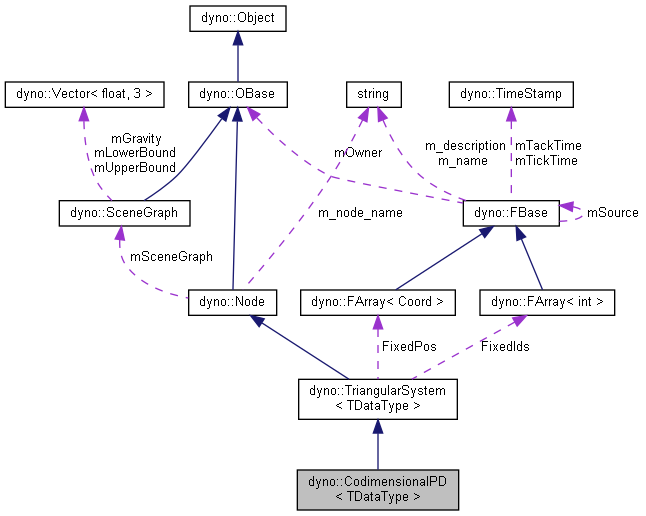 dyno::Object
dyno::Vector< float, 3 >
dyno::OBase
string
dyno::TimeStamp
mGravity
mLowerBound
mUpperBound
mOwner
m_description
m_name
mTackTime
mTickTime
dyno::SceneGraph
m_node_name
dyno::FBase
mSource
mSceneGraph
dyno::Node
dyno::FArray< Coord >
dyno::FArray< int >
FixedPos
FixedIds
dyno::TriangularSystem
< TDataType >
dyno::CodimensionalPD
< TDataType >